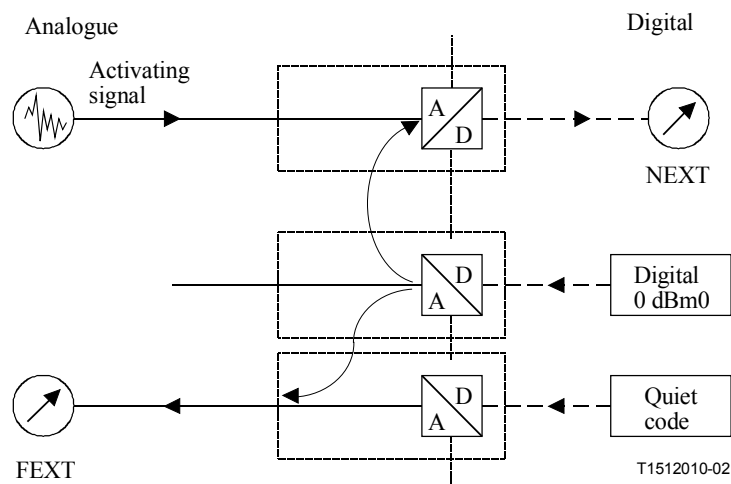 Analogue
Digital
Activating
signal
A
D
NEXT
D
A
Digital
0 dBm0
D
A
Quiet
code
FEXT
T1512010-02